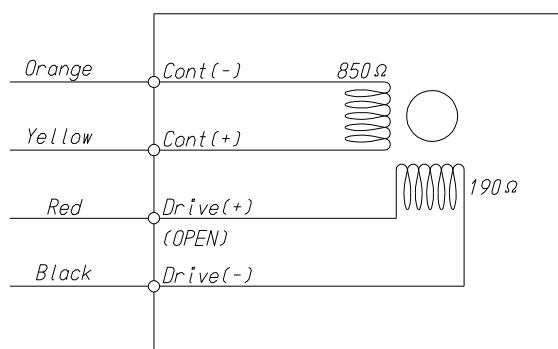 Orange Cont(-) 850Ω
Yellow Cont(+)
Red Drive(+) 190Ω
(OPEN)
Black Drive(-)